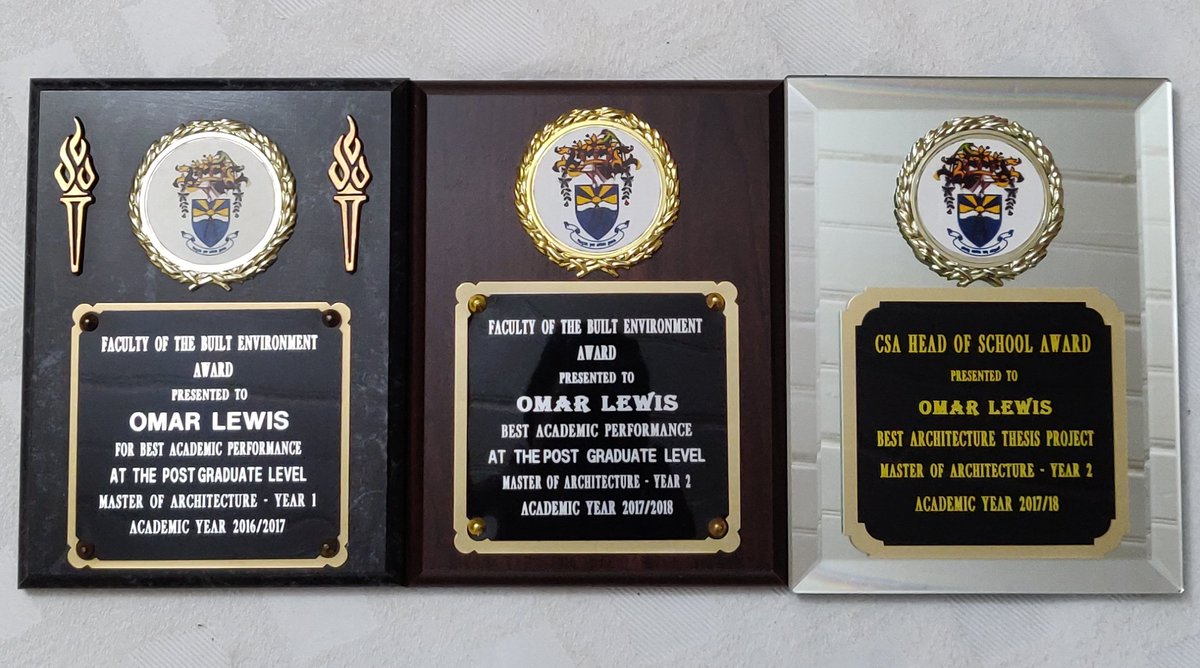 FACULTY OF THE BUILT ENVIRONMENT
AWARD
PRESENTED TO
OMAR LEWIS
FOR BEST ACADEMIC PERFORMANCE
AT THE POST GRADUATE LEVEL
MASTER OF ARCHITECTURE - YEAR 1
ACADEMIC YEAR 2016/2017
FACULTY OF THE BUILT ENVIRONMENT
AWARD
PRESENTED TO
OMAR LEWIS
BEST ACADEMIC PERFORMANCE
AT THE POST GRADUATE LEVEL
MASTER OF ARCHITECTURE - YEAR 2
ACADEMIC YEAR 2017/2018
CSA HEAD OF SCHOOL AWARD
PRESENTED TO
OMAR LEWIS
BEST ARCHITECTURE THESIS PROJECT
MASTER OF ARCHITECTURE - YEAR 2
ACADEMIC YEAR 2017/18